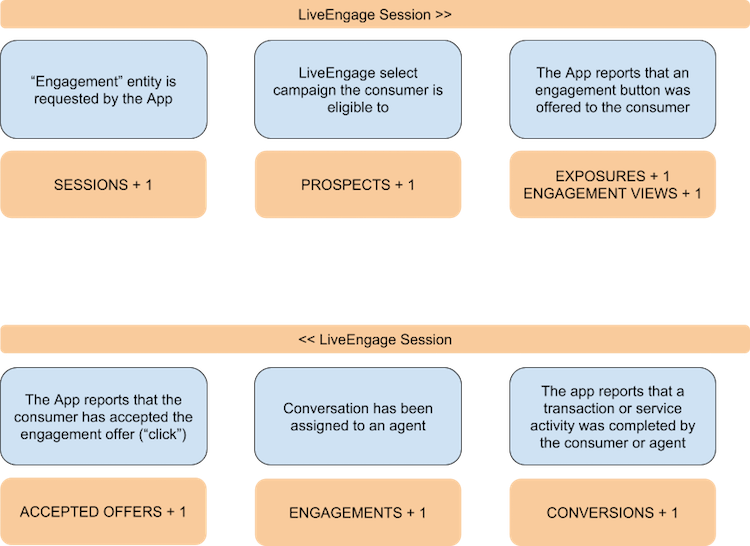 LiveEngage Session >>
“Engagement” entity is
requested by the App
LiveEngage select
campaign the consumer is
eligible to
The App reports that an
engagement button was
offered to the consumer
SESSIONS + 1
PROSPECTS + 1
EXPOSURES + 1
ENGAGEMENT VIEWS + 1
<< LiveEngage Session
The App reports that the
consumer has accepted the
engagement offer (“click”)
Conversation has been
assigned to an agent
The app reports that a
transaction or service
activity was completed by
the consumer or agent
ACCEPTED OFFERS + 1
ENGAGEMENTS + 1
CONVERSIONS + 1